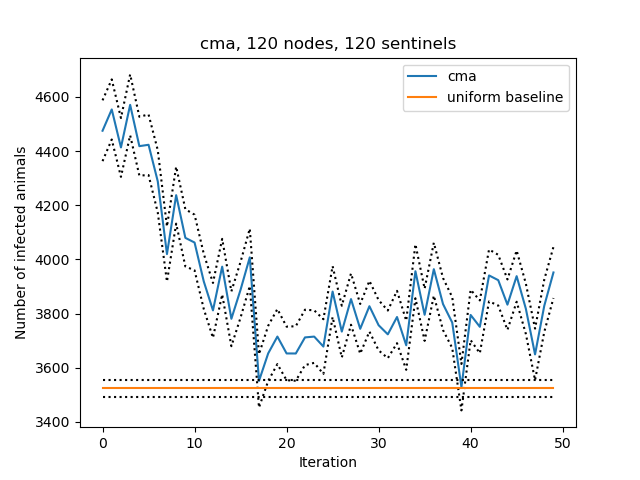 cma, 120 nodes, 120 sentinels
cma
uniform baseline
Number of infected animals
4600
4400
4200
4000
3800
3600
3400
0 10 20 30 40 50
Iteration